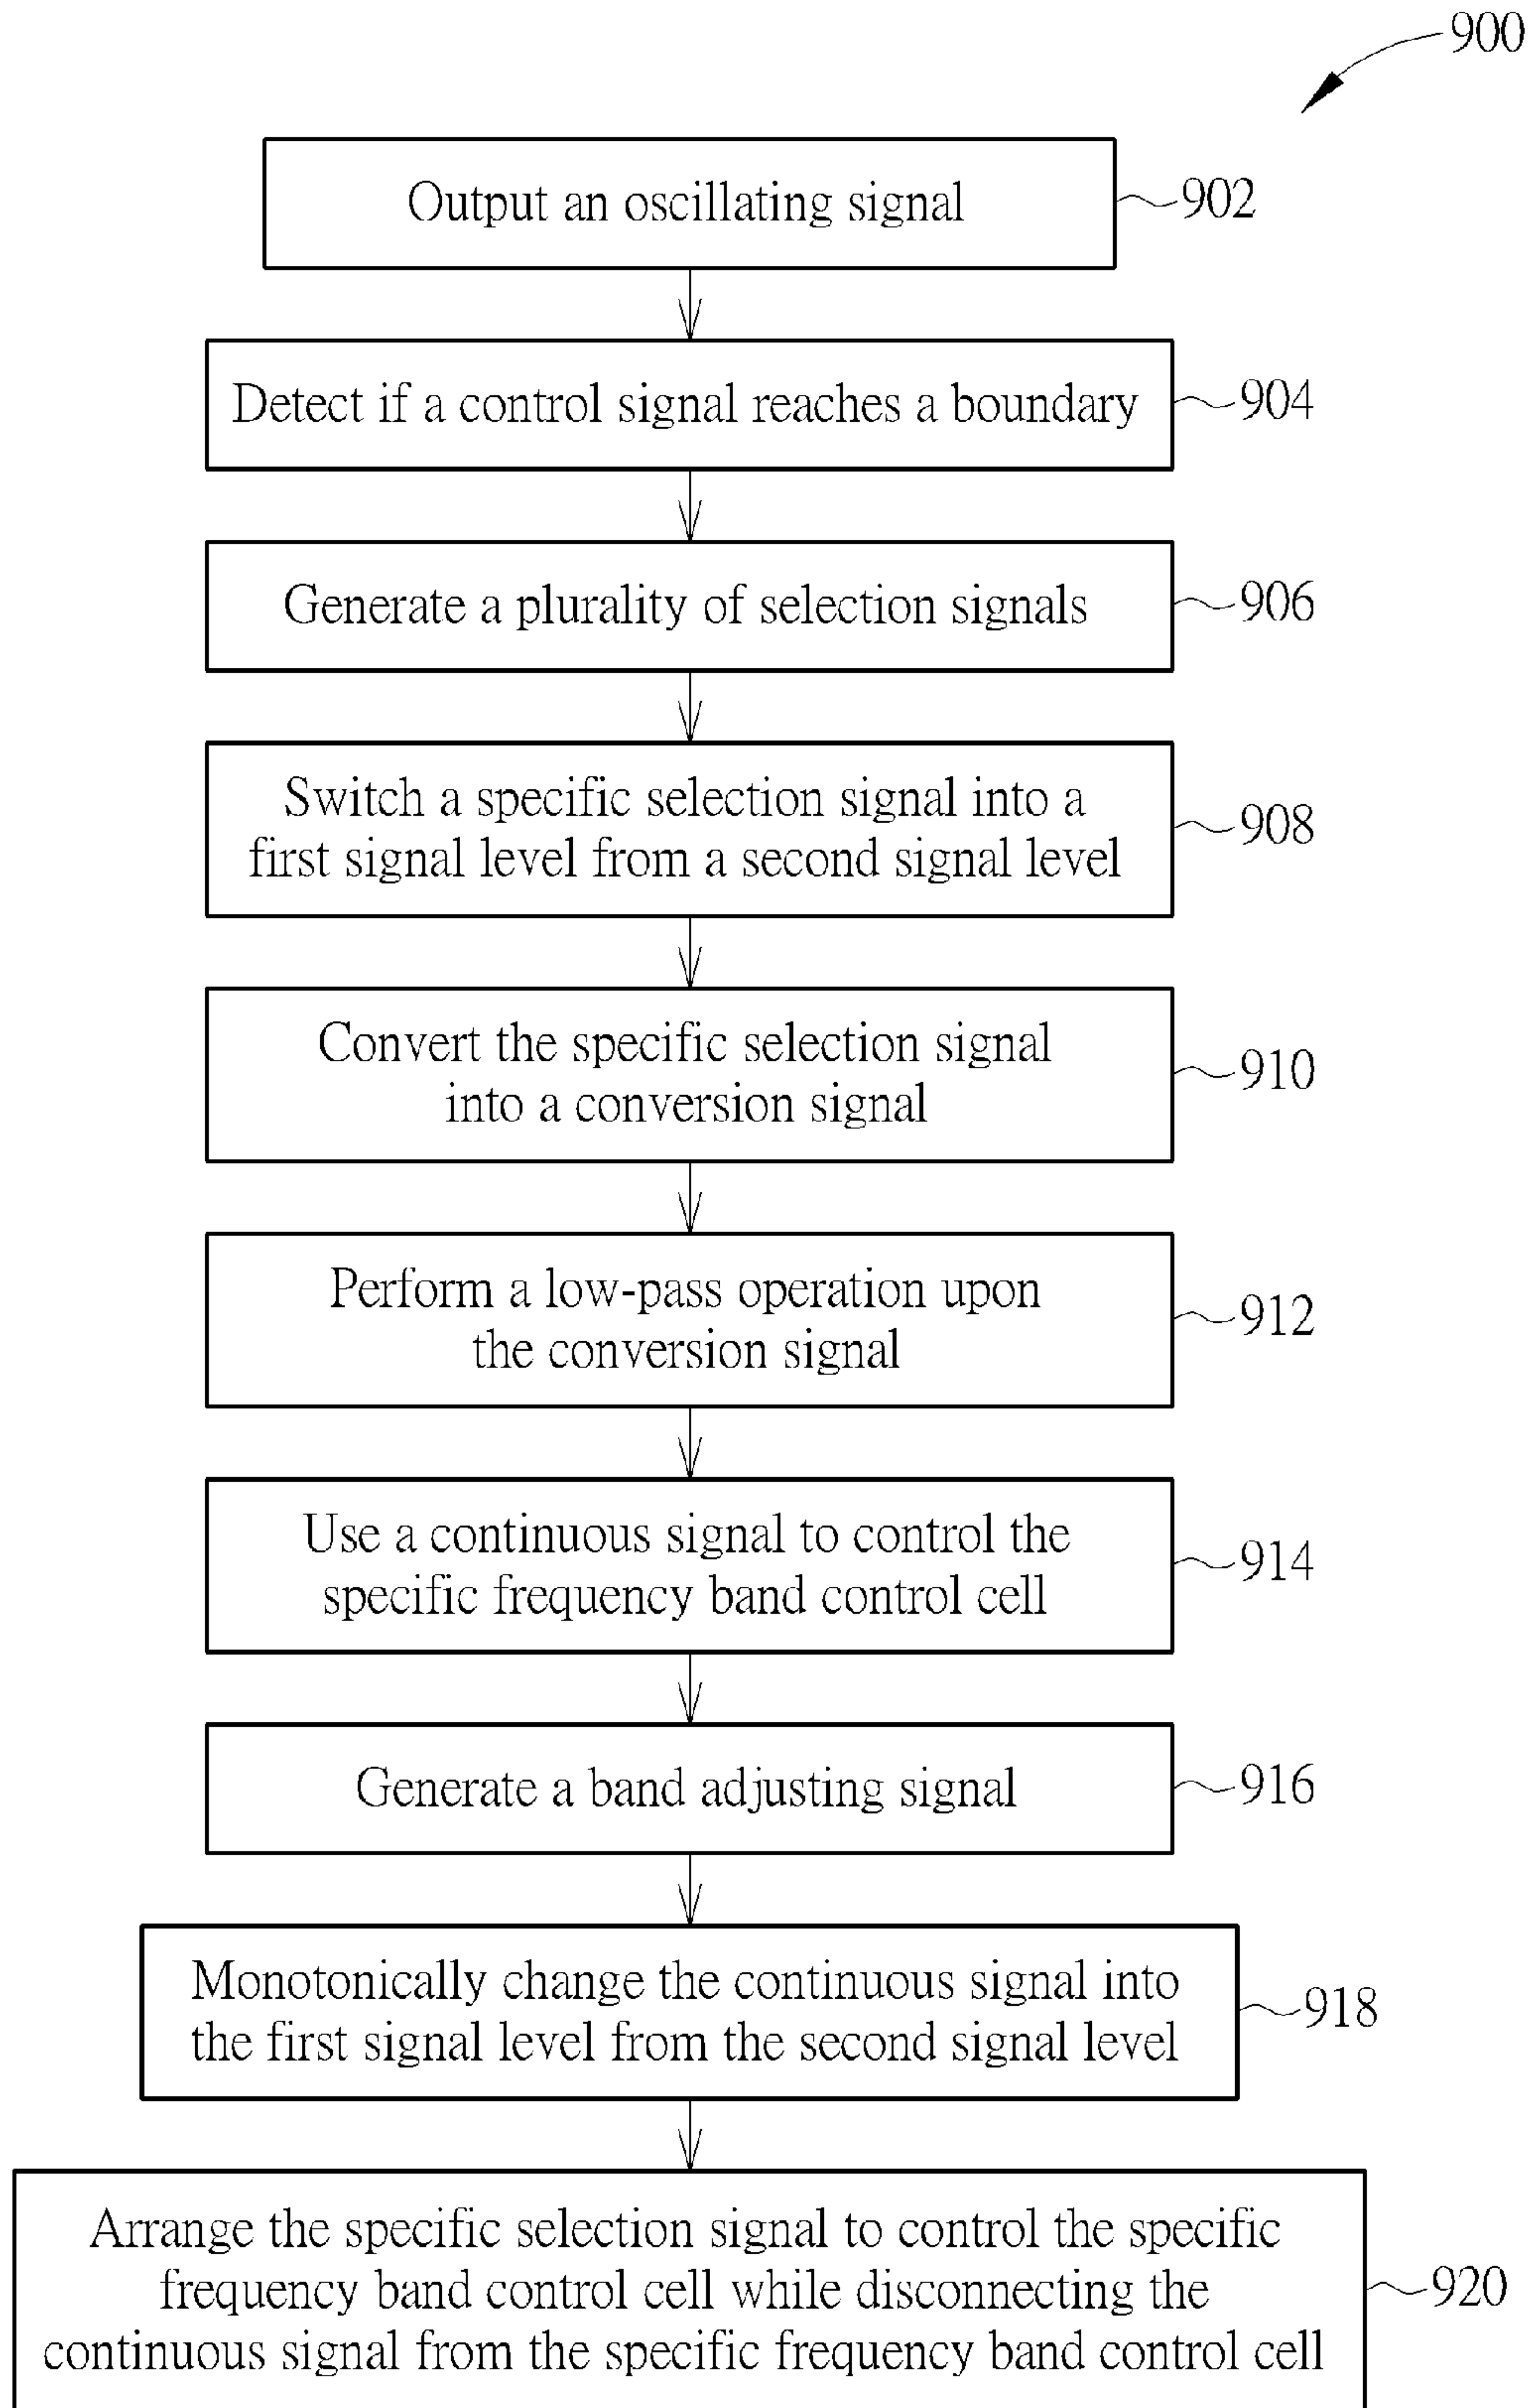 900
Output an oscillating signal
902
Detect if a control signal reaches a boundary
904
Generate a plurality of selection signals
906
Switch a specific selection signal into a
first signal level from a second signal level
908
Convert the specific selection signal
into a conversion signal
910
Perform a low-pass operation upon
the conversion signal
912
Use a continuous signal to control the
specific frequency band control cell
914
Generate a band adjusting signal
916
Monotonically change the continuous signal into
the first signal level from the second signal level
918
Arrange the specific selection signal to control the specific
frequency band control cell while disconnecting the
continuous signal from the specific frequency band control cell
920